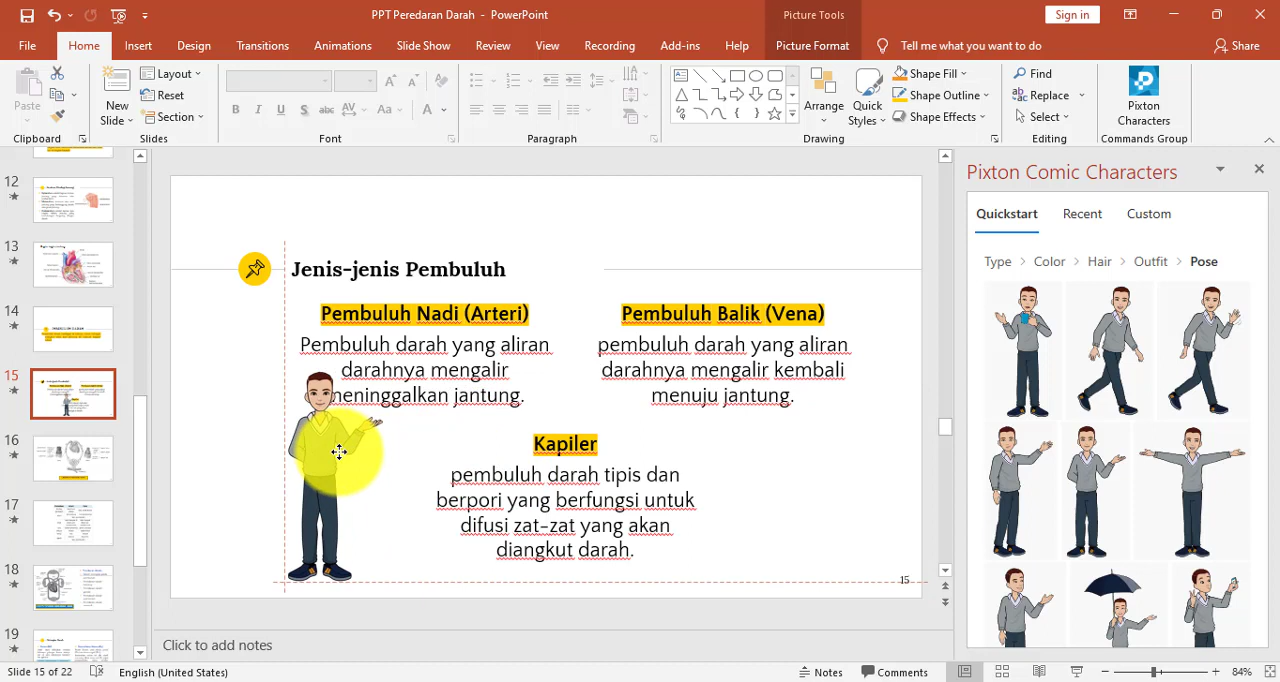 PPT Peredaran Darah - PowerPoint
Picture Tools
Sign in
File
Home
Insert
Design
Transitions
Animations
Slide Show
Review
View
Recording
Add-ins
Help
Picture Format
Tell me what you want to do
Share
Paste
New
Slide
Layout
Reset
Section
B I U S abc AV Aa A
Arrange
Quick
Styles
Shape Fill
Shape Outline
Shape Effects
Find
Replace
Select
Pixton
Characters
Clipboard
Slides
Font
Paragraph
Drawing
Editing
Commands Group
12
13
14
15
16
17
18
19
Jenis-jenis Pembuluh
Pembuluh Nadi (Arteri)
Pembuluh darah yang aliran
darahnya mengalir
meninggalkan jantung.
Pembuluh Balik (Vena)
pembuluh darah yang aliran
darahnya mengalir kembali
menuju jantung.
Kapiler
pembuluh darah tipis dan
berpori yang berfungsi untuk
difusi zat-zat yang akan
diangkut darah.
15
Pixton Comic Characters
Quickstart
Recent
Custom
Type > Color > Hair > Outfit > Pose
Click to add notes
Slide 15 of 22
English (United States)
Notes
Comments
84%